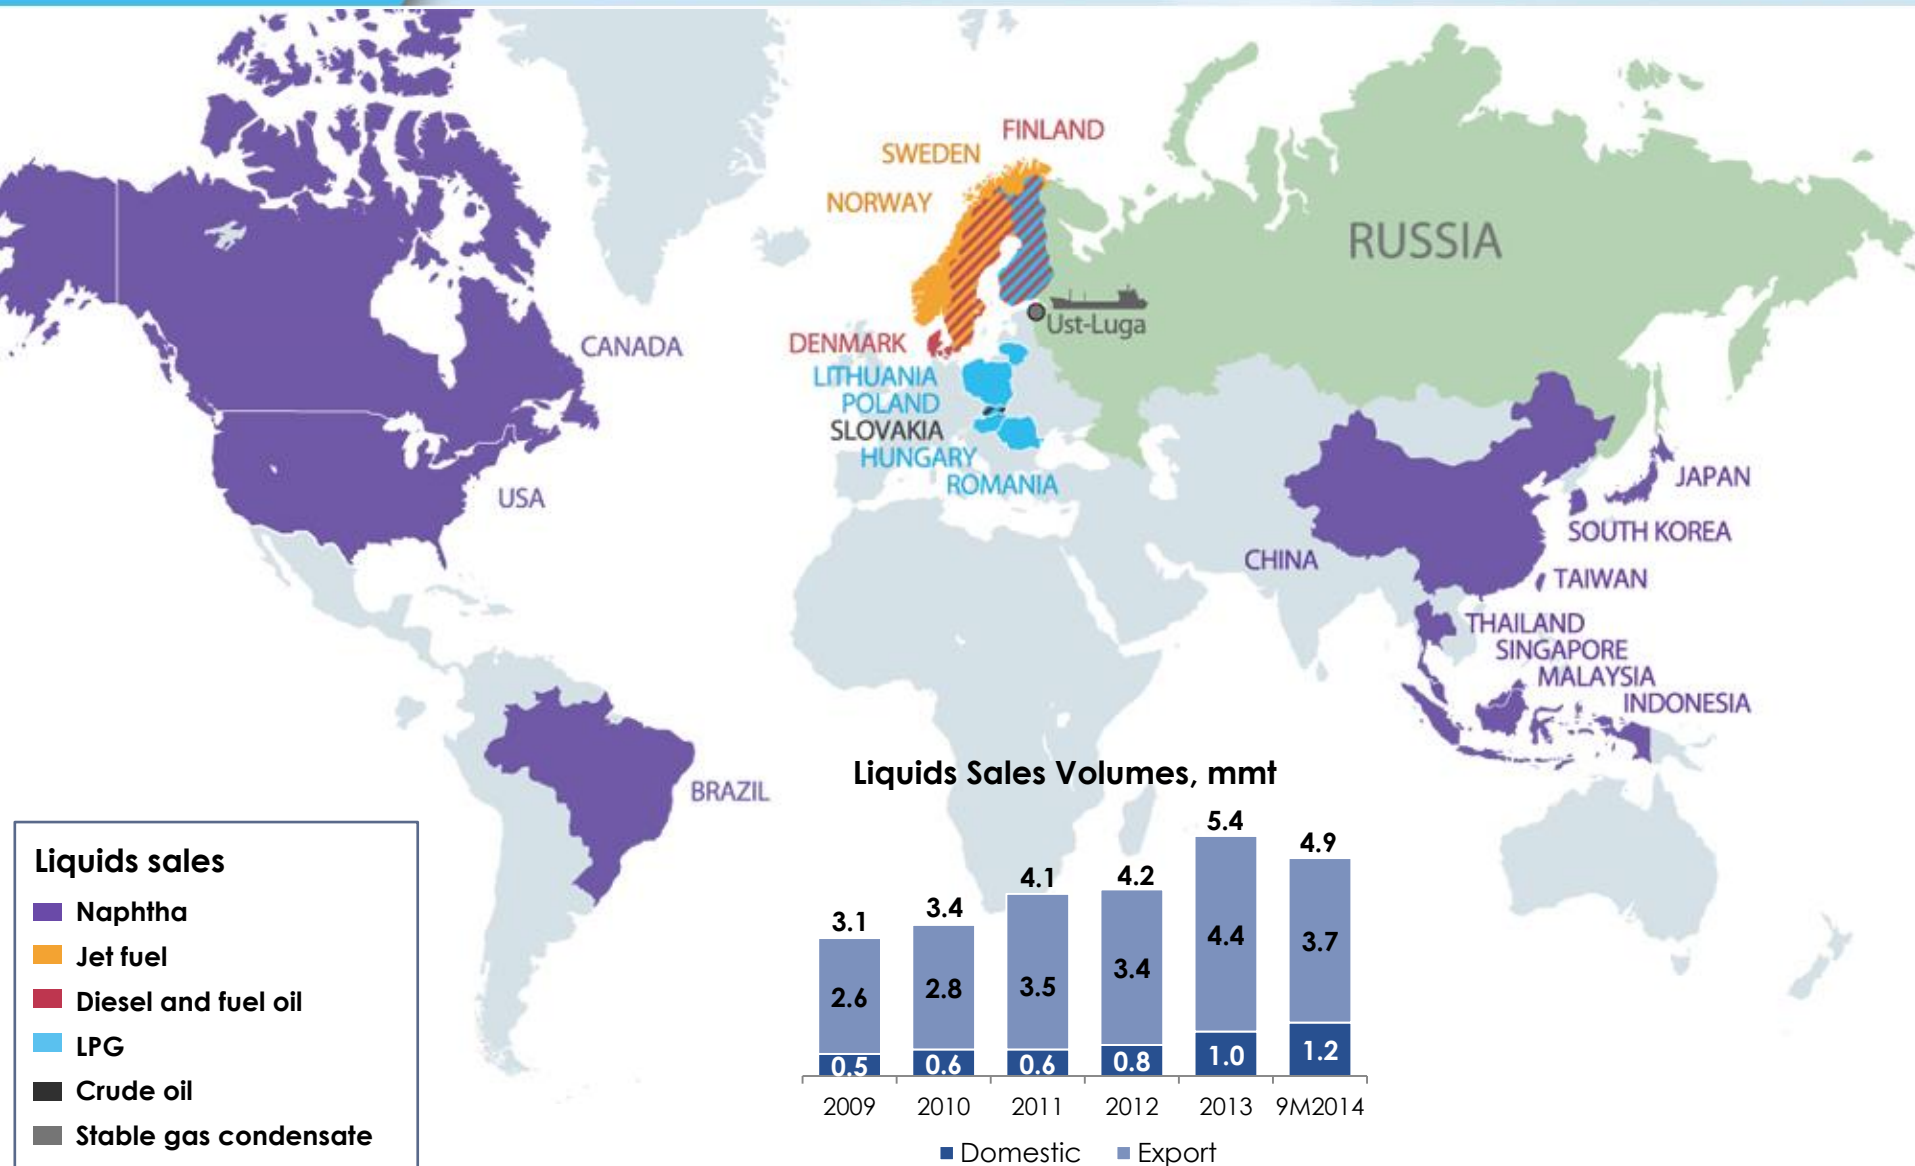 FINLAND
SWEDEN
NORWAY
RUSSIA
Ust-Luga
DENMARK
LITHUANIA
POLAND
SLOVAKIA
HUNGARY
ROMANIA
CANADA
USA
BRAZIL
CHINA
JAPAN
SOUTH KOREA
TAIWAN
THAILAND
SINGAPORE
MALAYSIA
INDONESIA
Liquids sales
Naphtha
Jet fuel
Diesel and fuel oil
LPG
Crude oil
Stable gas condensate
Liquids Sales Volumes, mmt
3.1 3.4 4.1 4.2 5.4 4.9
2.6 2.8 3.5 3.4 4.4 3.7
0.5 0.6 0.6 0.8 1.0 1.2
2009 2010 2011 2012 2013 9M2014
Domestic Export